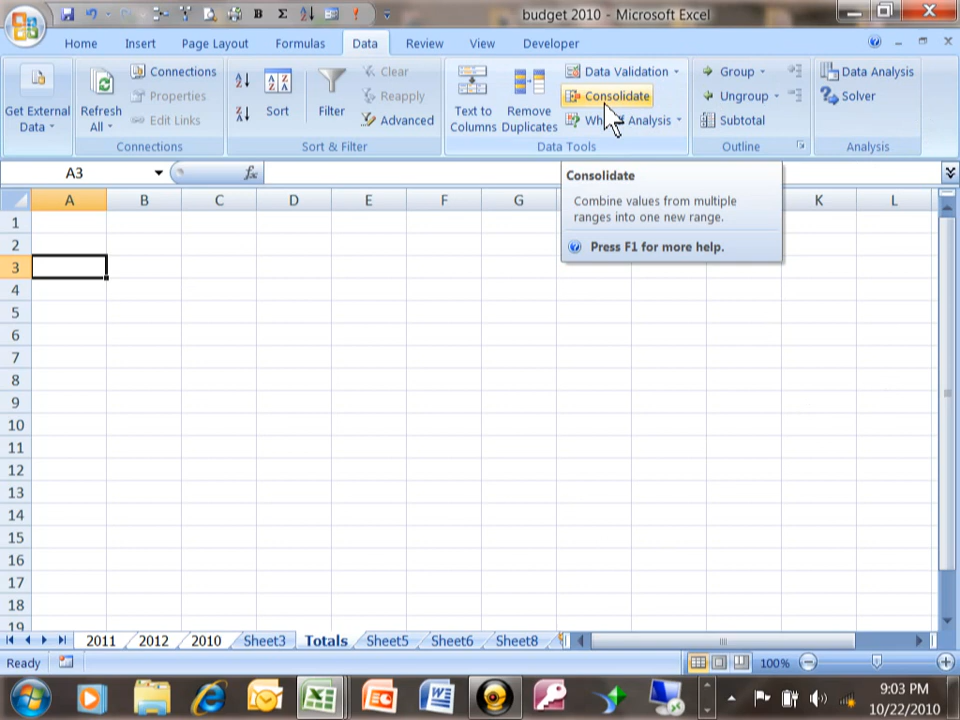 budget 2010 - Microsoft Excel
Home Insert Page Layout Formulas Data Review View Developer
Get External Data
Refresh All
Connections
Properties
Edit Links
Connections
Sort
Filter
Clear
Reapply
Advanced
Sort & Filter
Text to Columns
Remove Duplicates
Data Validation
Consolidate
Analysis
Data Tools
Group
Ungroup
Subtotal
Outline
Data Analysis
Solver
Analysis
A3
fx
Consolidate
Combine values from multiple
ranges into one new range.
Press F1 for more help.
A B C D E F G K L
1
2
3
4
5
6
7
8
9
10
11
12
13
14
15
16
17
18
19
2011 2012 2010 Sheet3 Totals Sheet5 Sheet6 Sheet8
Ready
100%
9:03 PM
10/22/2010